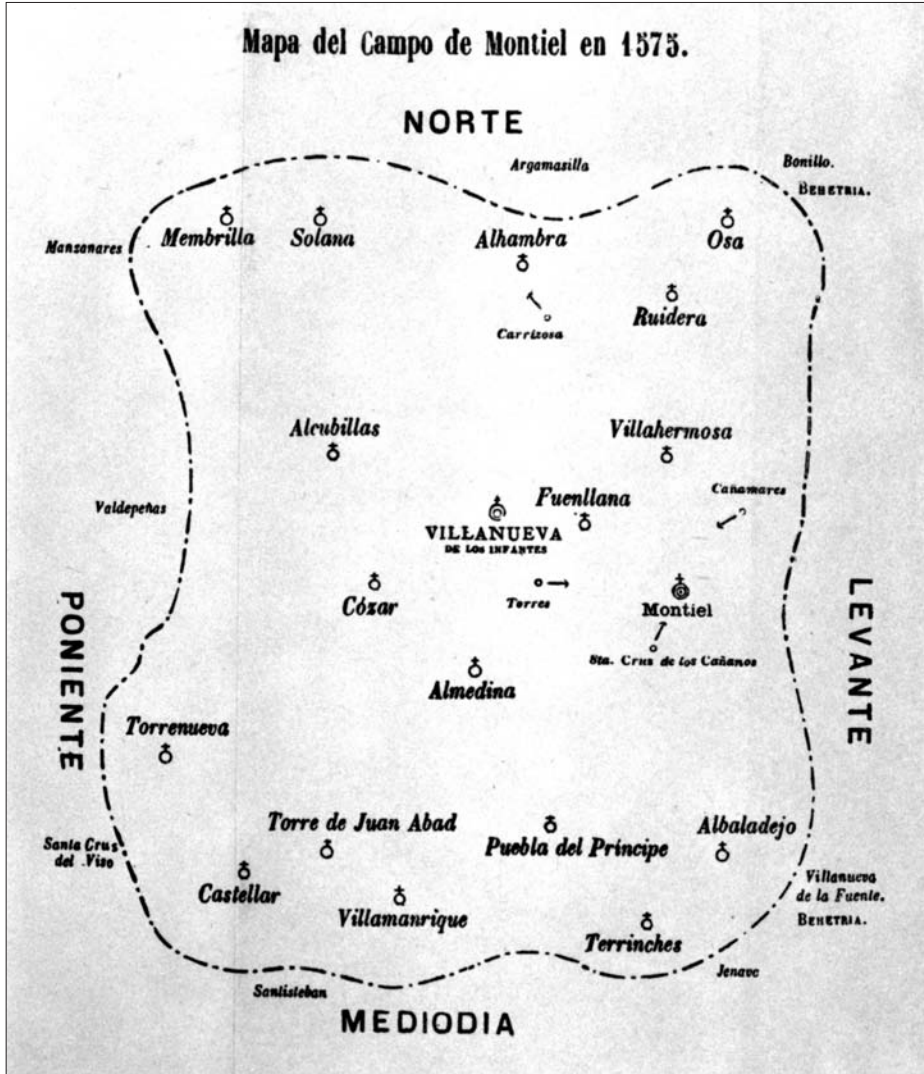 Mapa del Campo de Montiel en 1575.
NORTE
Argamasilla
Bonillo.
BEHETRIA.
Manzanares
Membrilla
Solana
Alhambra
Osa
Carrizosa
Ruidera
Alcubillas
Villahermosa
Valdepeñas
Fuenllana
Cañamares
VILLANUEVA
DE LOS INFANTES
PONIENTE
Cózar
Torres
Montiel
LEVANTE
Sta. Cruz de los Cañanos
Almedina
Torrenueva
Santa Cruz
del Viso
Torre de Juan Abad
Puebla del Príncipe
Albaladejo
Castellar
Villamanrique
Villanueva
de la Fuente.
BEHETRIA.
Terrinches
Santisteban
Jenave
MEDIODIA